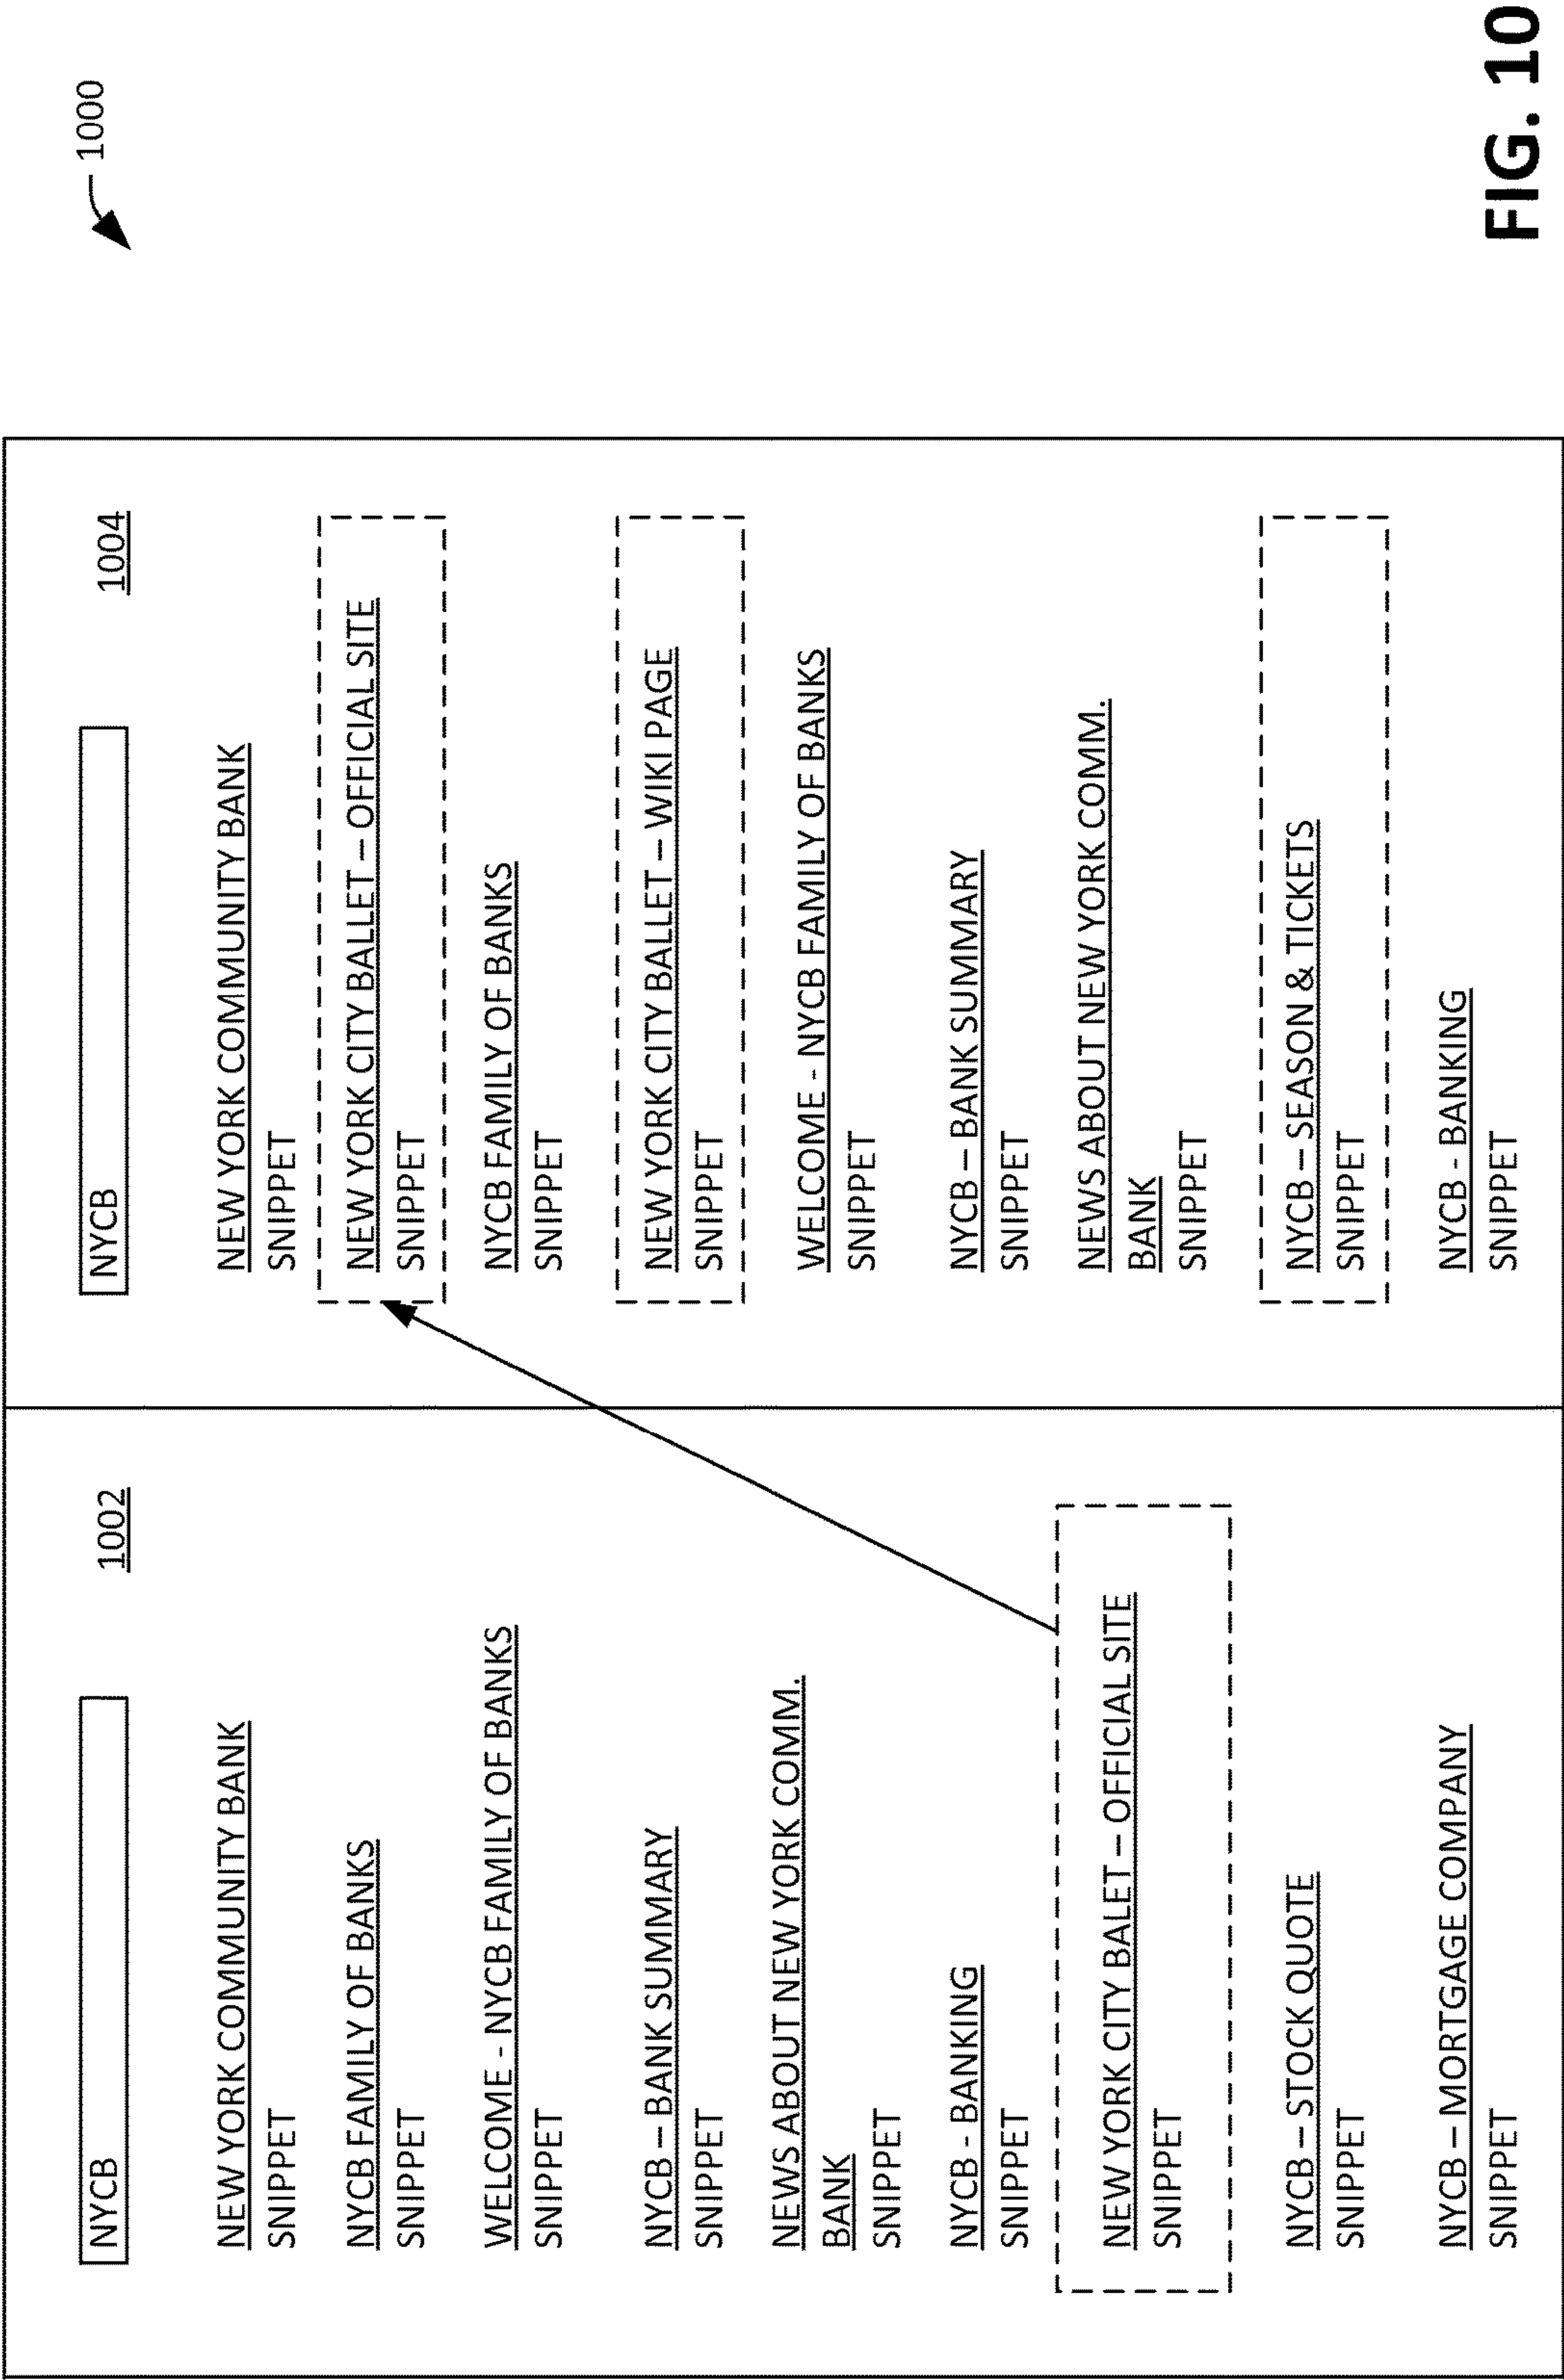 1000
NYCB
1002
NEW YORK COMMUNITY BANK
SNIPPET
NYCB FAMILY OF BANKS
SNIPPET
WELCOME - NYCB FAMILY OF BANKS
SNIPPET
NYCB – BANK SUMMARY
SNIPPET
NEWS ABOUT NEW YORK COMM.
BANK
SNIPPET
NYCB - BANKING
SNIPPET
NEW YORK CITY BALET – OFFICIAL SITE
SNIPPET
NYCB – STOCK QUOTE
SNIPPET
NYCB – MORTGAGE COMPANY
SNIPPET
NYCB
1004
NEW YORK COMMUNITY BANK
SNIPPET
NEW YORK CITY BALLET – OFFICIAL SITE
SNIPPET
NYCB FAMILY OF BANKS
SNIPPET
NEW YORK CITY BALLET – WIKI PAGE
SNIPPET
WELCOME - NYCB FAMILY OF BANKS
SNIPPET
NYCB – BANK SUMMARY
SNIPPET
NEWS ABOUT NEW YORK COMM.
BANK
SNIPPET
NYCB – SEASON & TICKETS
SNIPPET
NYCB - BANKING
SNIPPET
FIG. 10